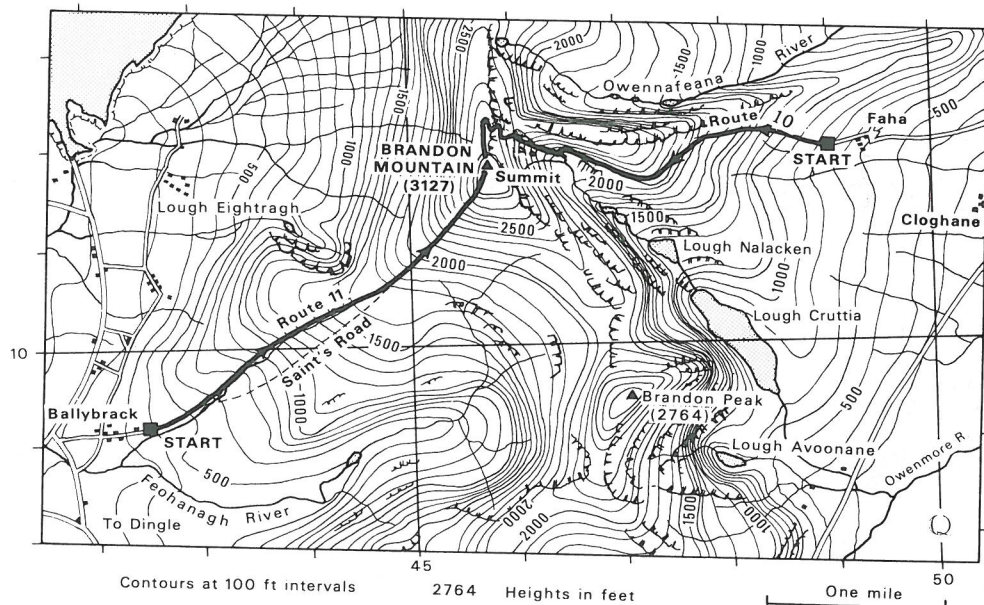 2500
2000
1500
1000
River
Owennafeana
500
1500
Route 10
Faha
START
1000
BRANDON
MOUNTAIN
(3127)
Summit
2000
500
Lough Eightragh
2500
1500
Cloghane
Lough Nalacken
2000
1000
Route 11
Lough Cruttia
Saint's Road
1500
10
Brandon Peak
(2764)
500
1000
Ballybrack
START
Lough Avoonane
Owenmore R.
500
Feohanagh River
2000
1500
1000
To Dingle
2000
45
50
Contours at 100 ft intervals
2764 Heights in feet
One mile